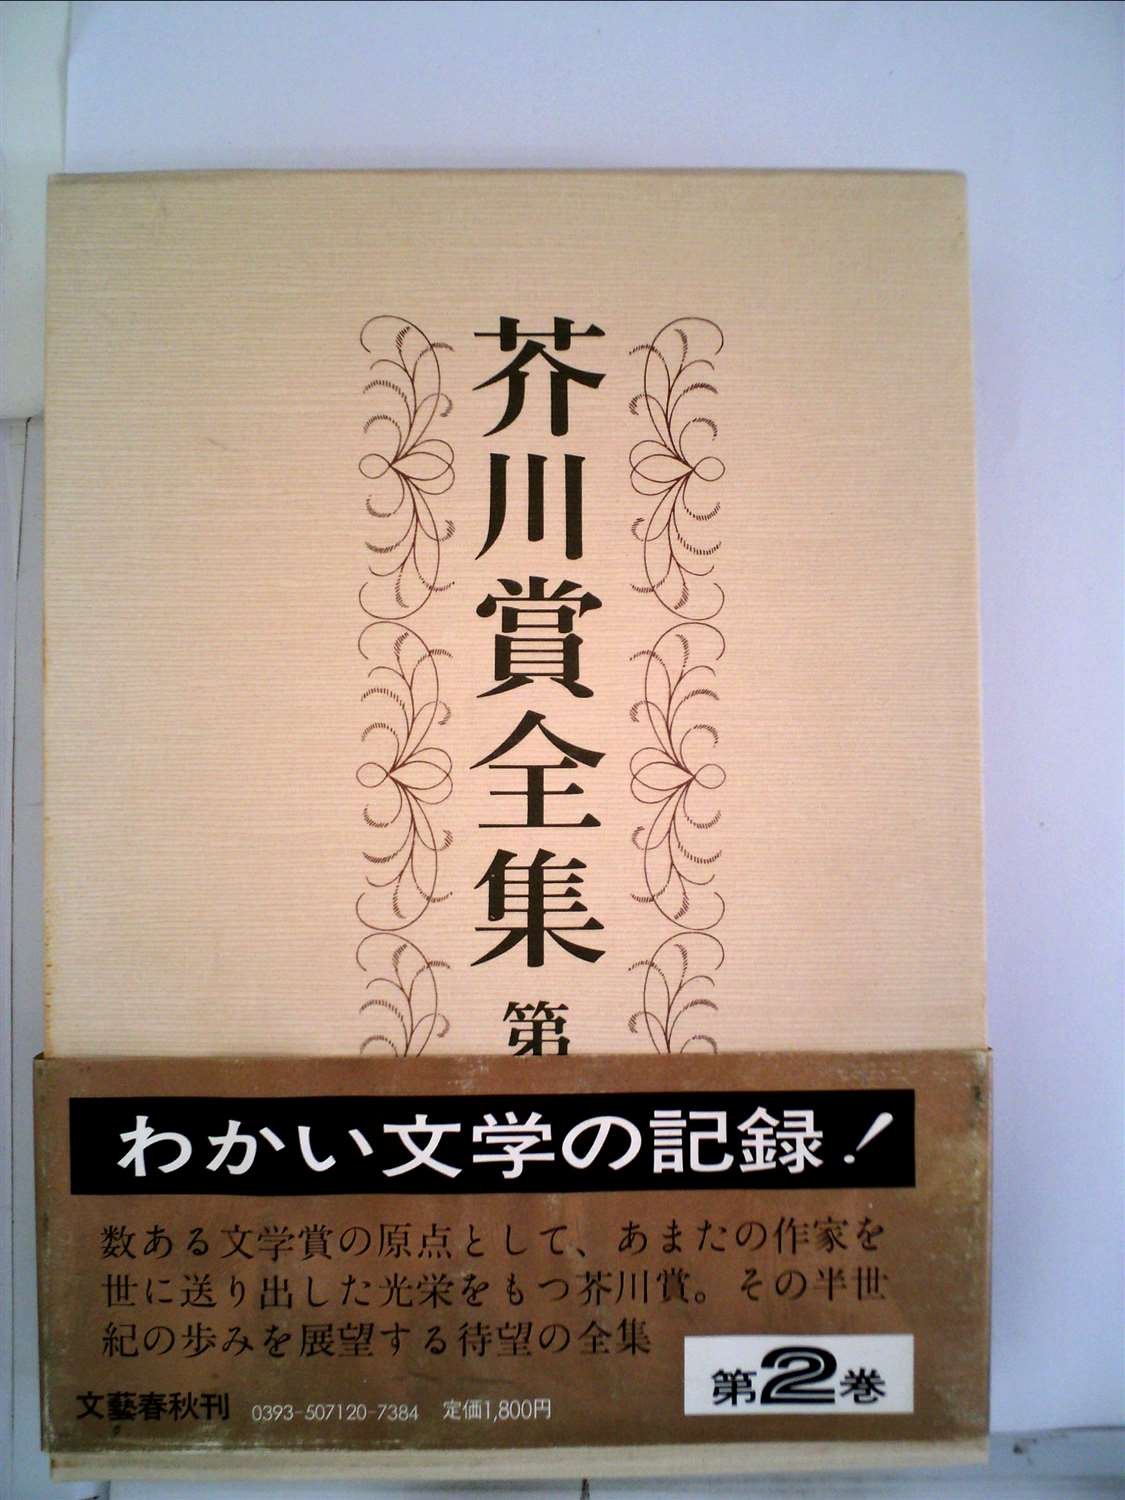 芥川賞全集 第
わかい文学の記録!
数ある文学賞の原点として、あまたの作家を
世に送り出した光栄をもつ芥川賞。その半世
紀の歩みを展望する待望の全集
第2巻
文藝春秋刊 0393-507120-7384 定価1,800円